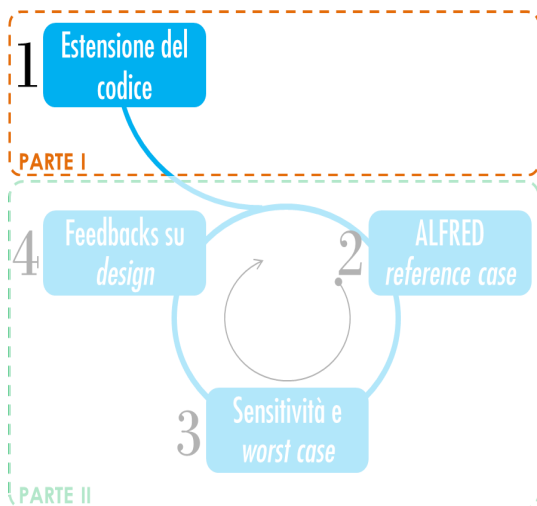 1
Estensione del
codice
PARTE I
4
Feedbacks su
design
2
ALFRED
reference case
3
Sensitività e
worst case
PARTE II